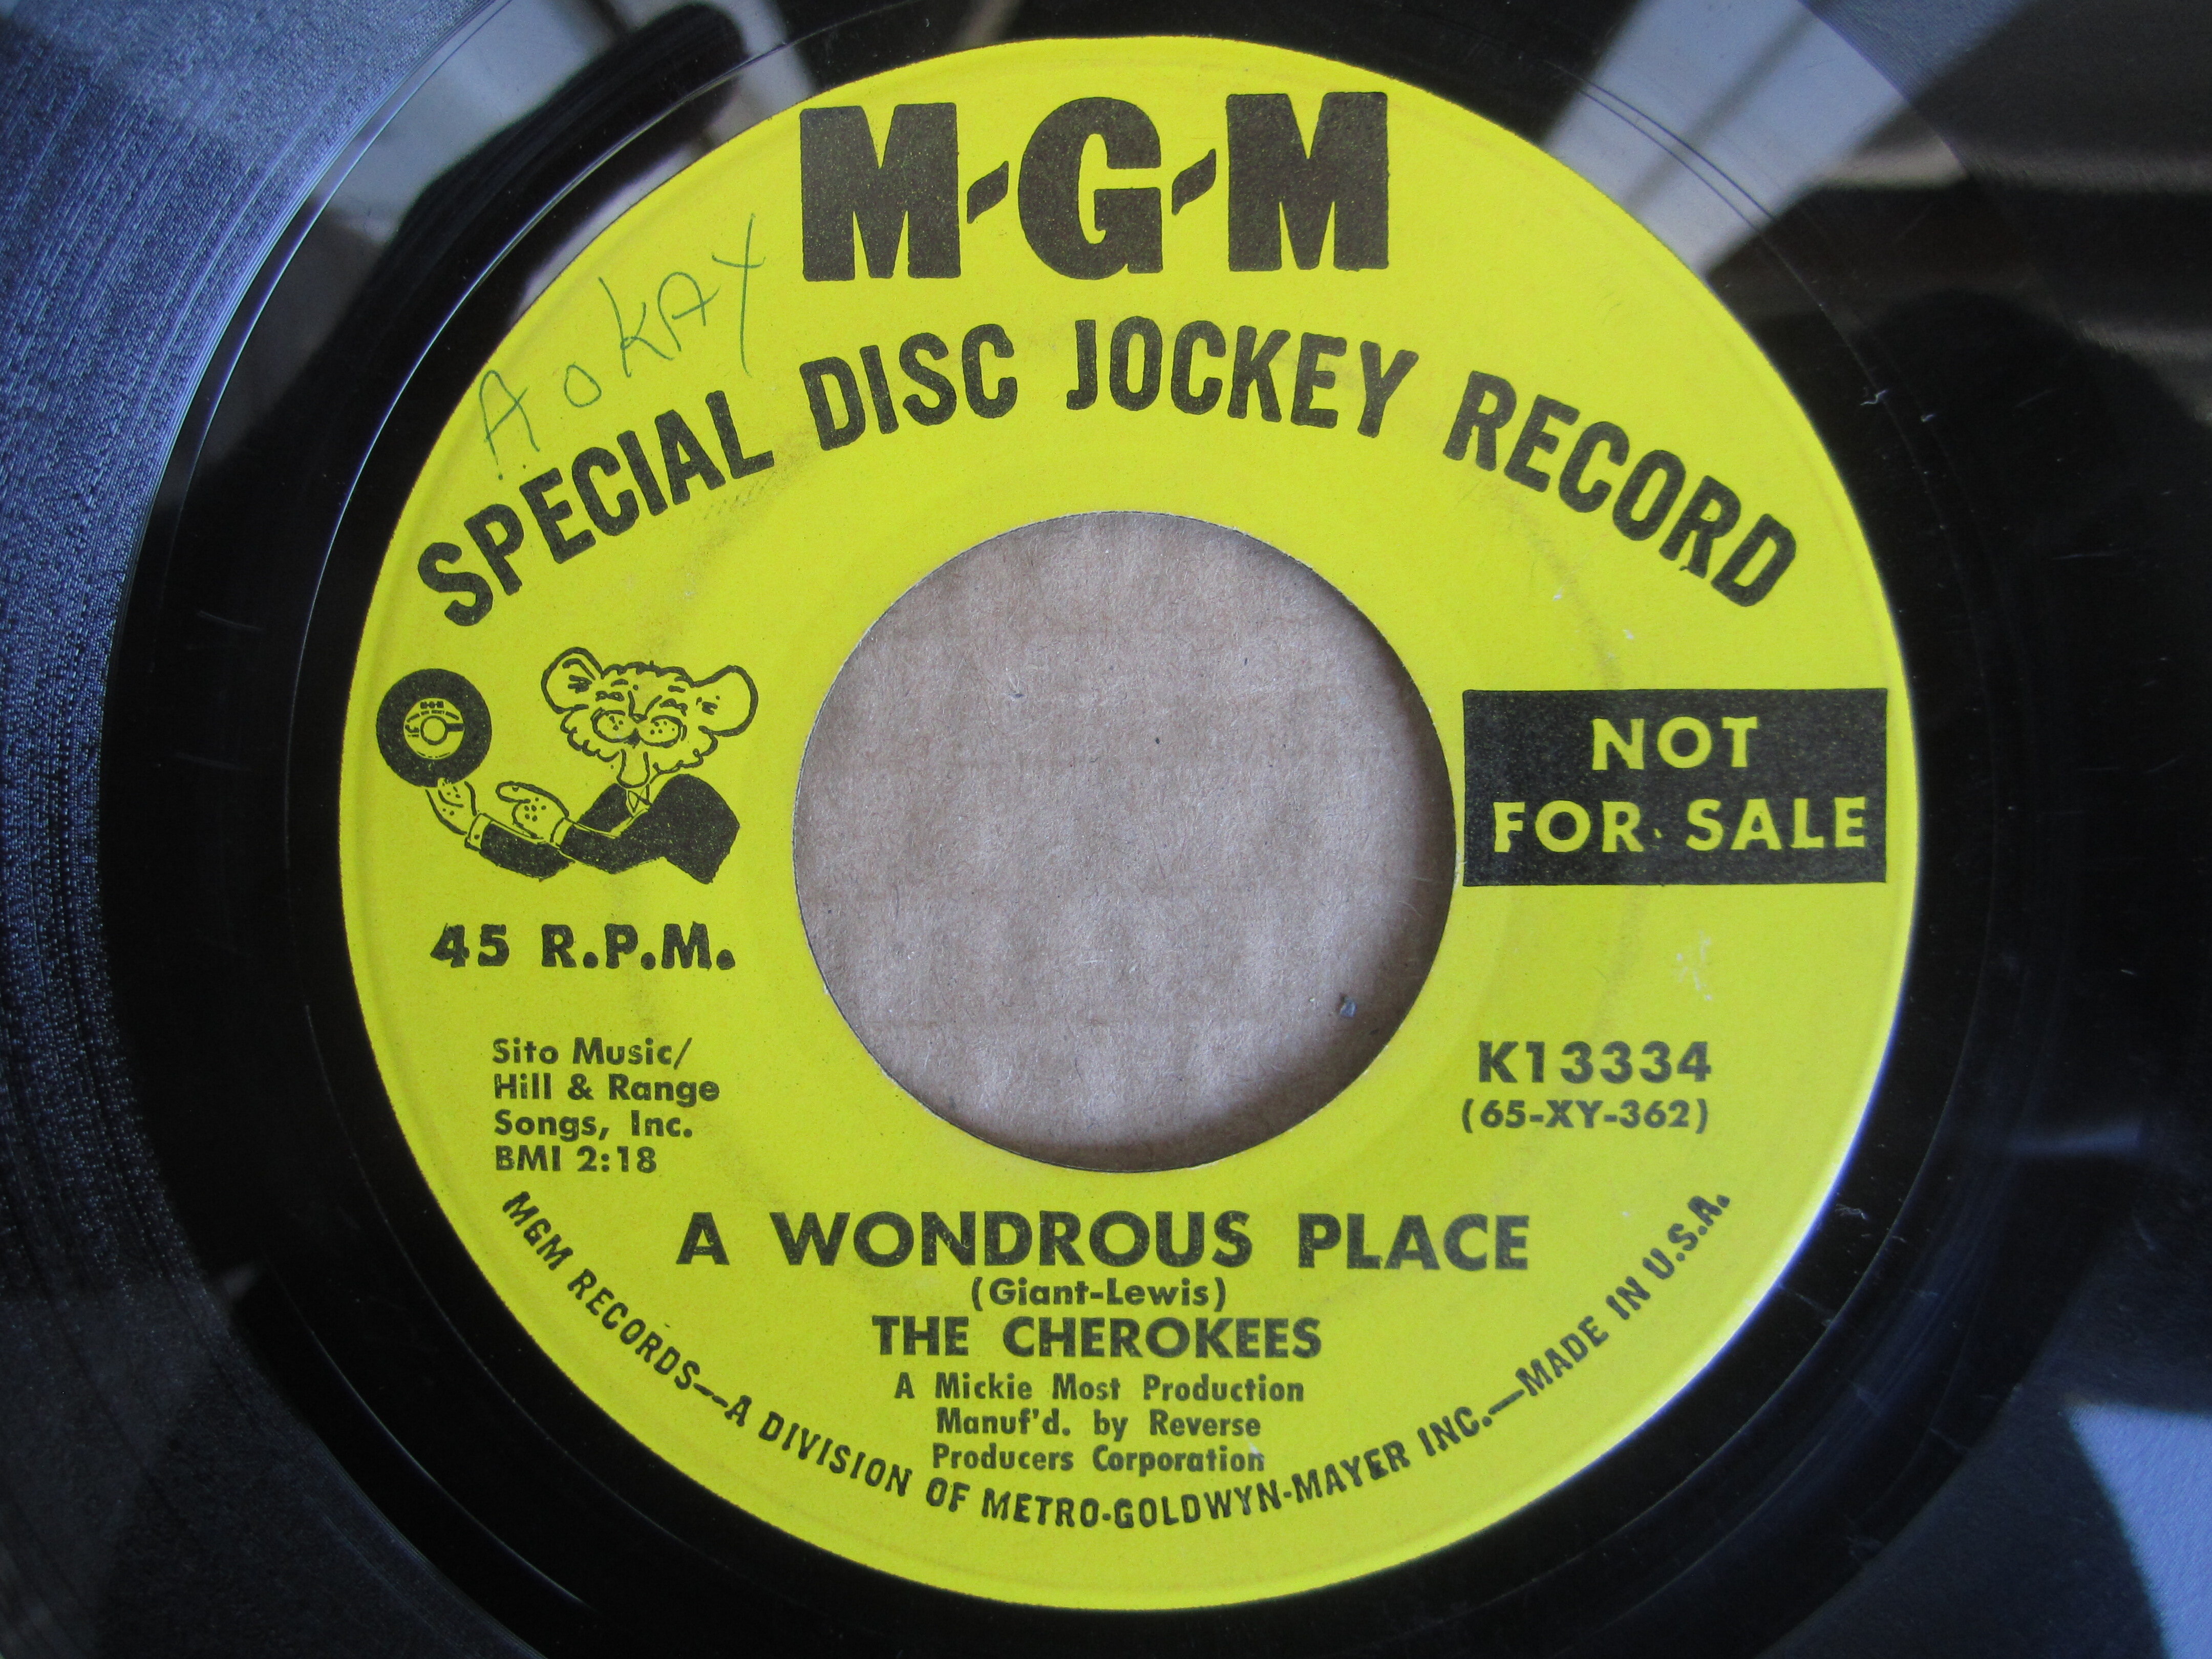 M-G-M
A OKAY
SPECIAL DISC JOCKEY RECORD
NOT
FOR SALE
45 R.P.M.
Sito Music/
Hill & Range
Songs, Inc.
BMI 2:18
K13334
(65-XY-362)
A WONDROUS PLACE
(Giant-Lewis)
THE CHEROKEES
A Mickie Most Production
Manuf'd. by Reverse
Producers Corporation
MGM RECORDS—A DIVISION OF METRO-GOLDWYN-MAYER INC.—MADE IN U.S.A.